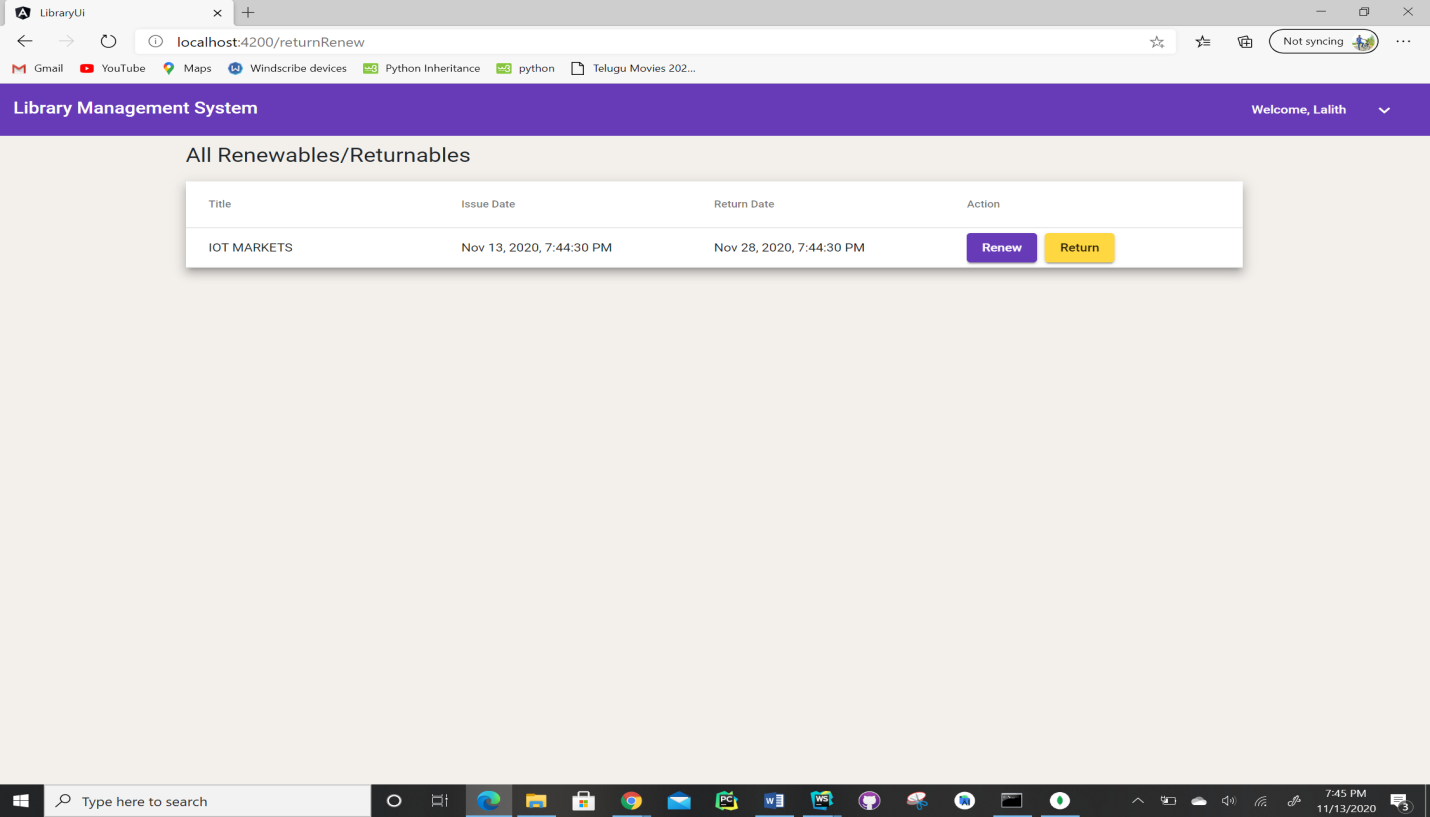 LibraryUi
localhost:4200/returnRenew
Not syncing
Gmail YouTube Maps Windscribe devices Python Inheritance python Telugu Movies 202...
Library Management System
Welcome, Lalith
All Renewables/Returnables
Title Issue Date Return Date Action
IOT MARKETS Nov 13, 2020, 7:44:30 PM Nov 28, 2020, 7:44:30 PM Renew Return
Type here to search
7:45 PM
11/13/2020
3